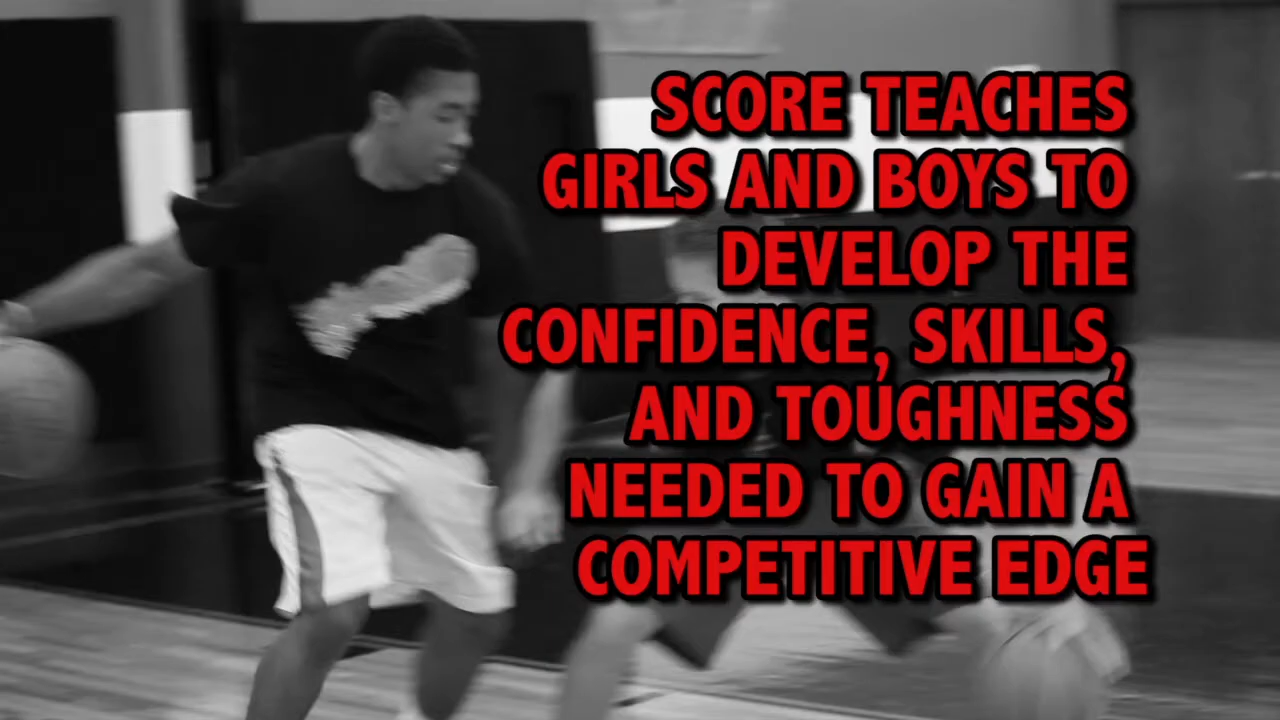 SCORE TEACHES
GIRLS AND BOYS TO
DEVELOP THE
CONFIDENCE, SKILLS,
AND TOUGHNESS
NEEDED TO GAIN A
COMPETITIVE EDGE